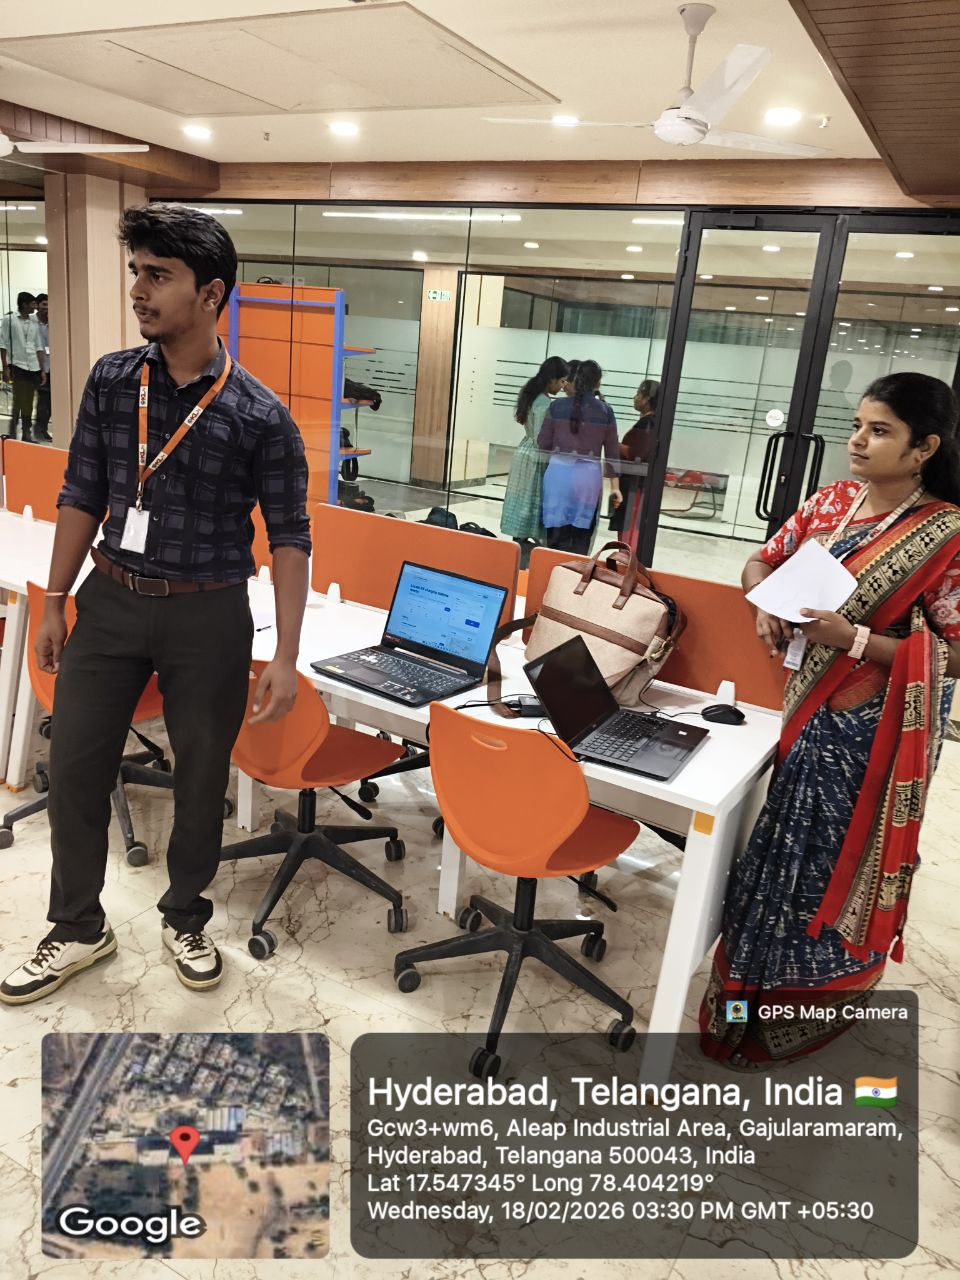 GPS Map Camera
Hyderabad, Telangana, India
Gcw3+wm6, Aleap Industrial Area, Gajularamaram,
Hyderabad, Telangana 500043, India
Lat 17.547345° Long 78.404219°
Wednesday, 18/02/2026 03:30 PM GMT +05:30
Google